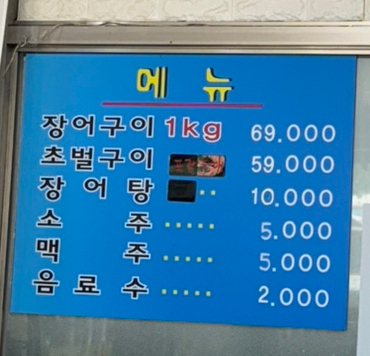 메뉴
장어구이 1kg 69.000
초벌구이 59.000
장어탕 ·· 10.000
소주 ····· 5.000
맥주 ····· 5.000
음료수 ····· 2.000